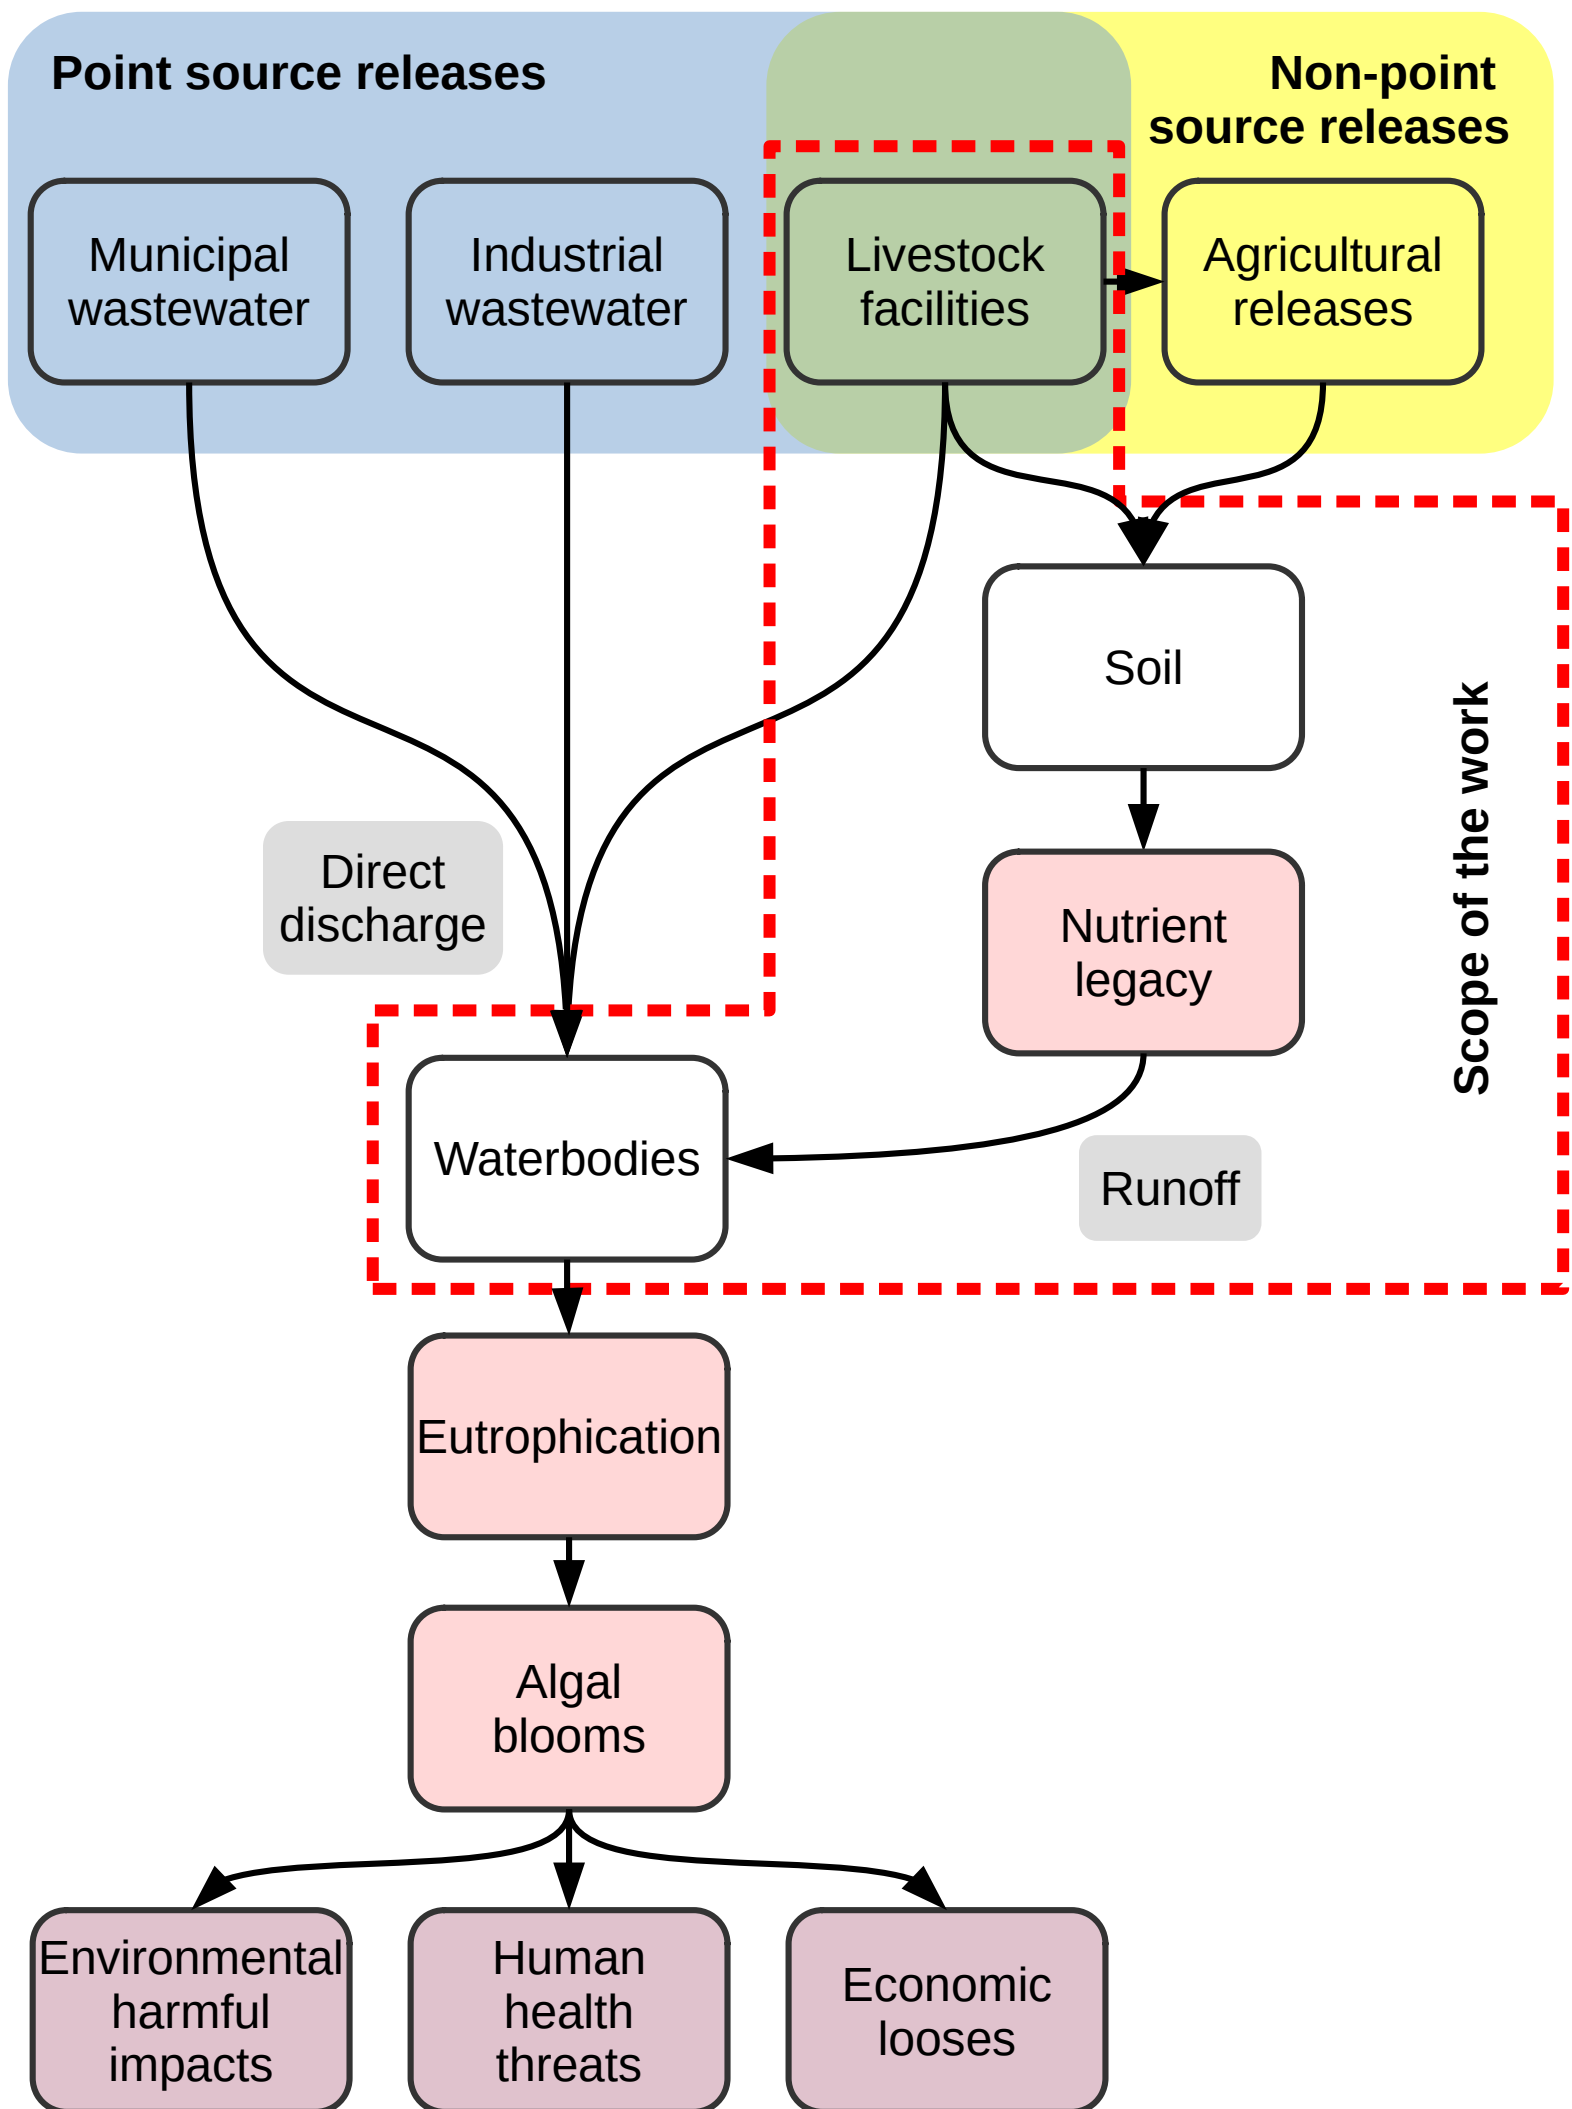 Point source releases
Non-point
source releases
Municipal
wastewater
Industrial
wastewater
Livestock
facilities
Agricultural
releases
Soil
Scope of the work
Direct
discharge
Nutrient
legacy
Waterbodies
Runoff
Eutrophication
Algal
blooms
Environmental
harmful
impacts
Human
health
threats
Economic
looses